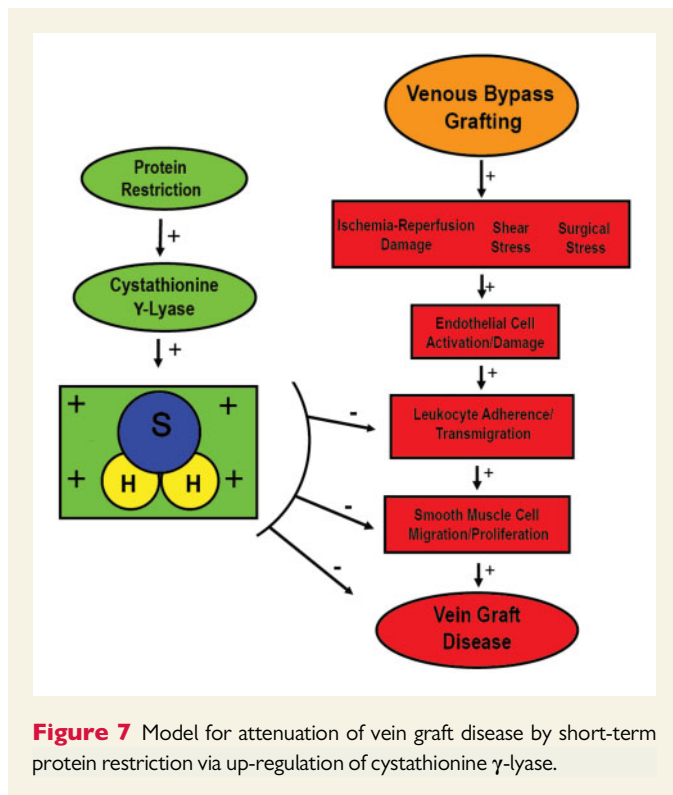 Venous Bypass
Grafting
+
Ischemia-Reperfusion
Damage
Shear
Stress
Surgical
Stress
+
Endothelial Cell
Activation/Damage
+
Leukocyte Adherence/
Transmigration
+
Smooth Muscle Cell
Migration/Proliferation
+
Vein Graft
Disease
Protein
Restriction
+
Cystathionine
Y-Lyase
+
+ +
S
H H
+ +
-
-
-
Figure 7 Model for attenuation of vein graft disease by short-term
protein restriction via up-regulation of cystathionine γ-lyase.